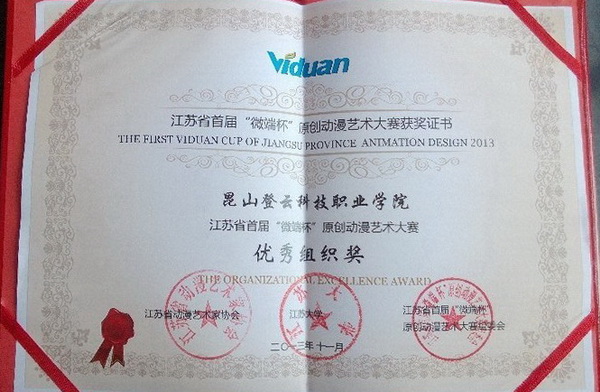 Viduan
江苏省首届“微端杯”原创动漫艺术大赛获奖证书
THE FIRST VIDUAN CUP OF JIANGSU PROVINCE ANIMATION DESIGN 2013
昆山登云科技职业学院
江苏省首届“微端杯”原创动漫艺术大赛
优秀组织奖
THE ORGANIZATIONAL EXCELLENCE AWARD
江苏省动漫艺术家协会
江苏大学
江苏省首届“微端杯”
原创动漫艺术大赛组委会
二〇一三年十一月